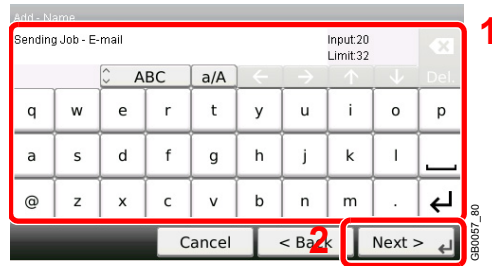 Add - Name
1
Sending Job - E-mail
Input:20
Limit:32
ABC a/A ← → ↑ ↓ Del.
q w e r t y u i o p
a s d f g h j k l
@ z x c v b n m .
2
Cancel < Back Next >
GB0057_80